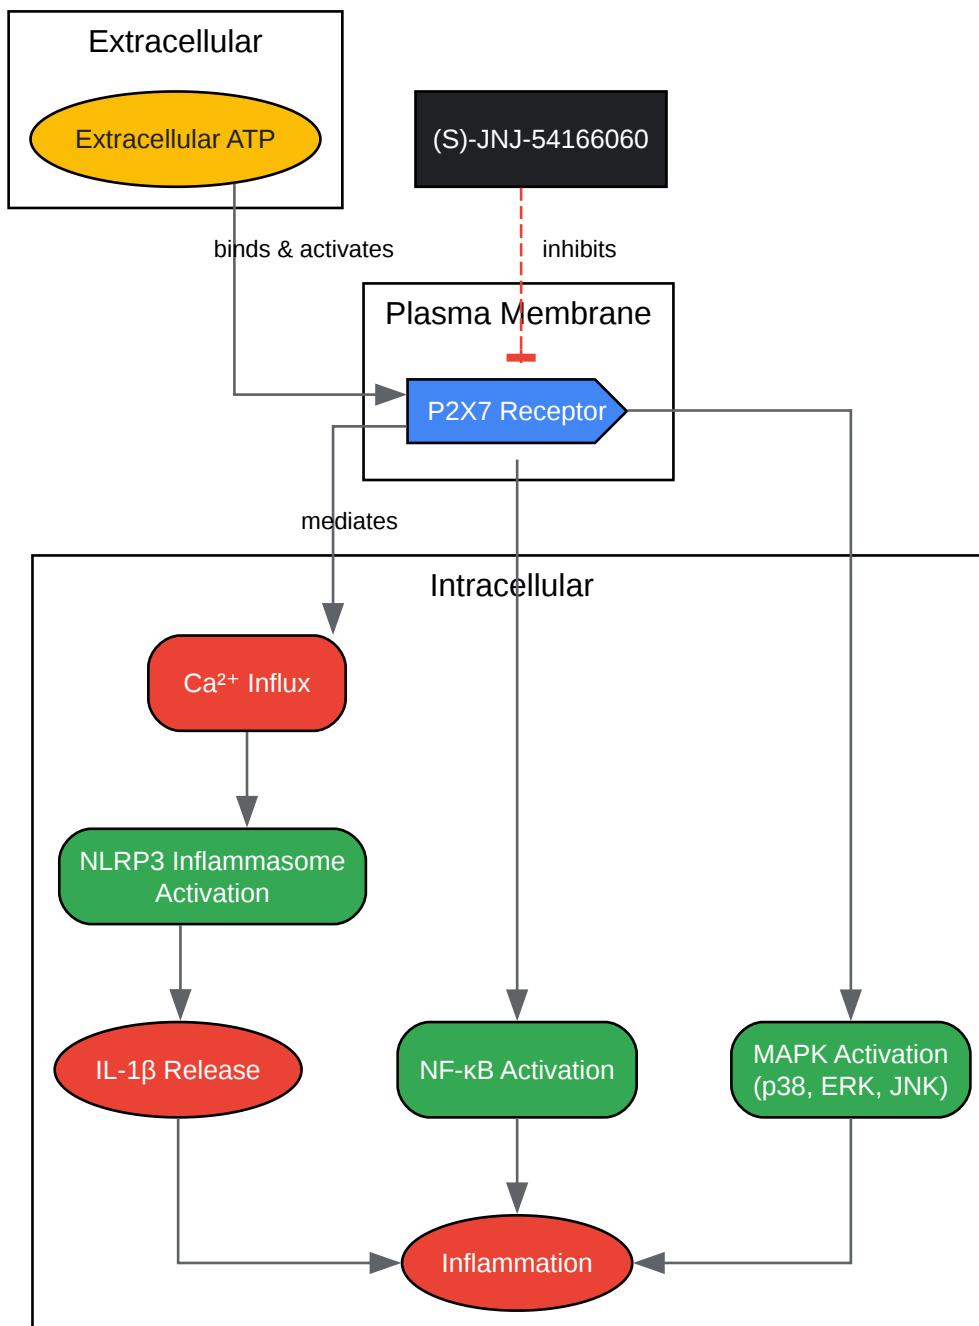 Extracellular
Extracellular ATP
(S)-JNJ-54166060
binds & activates
inhibits
Plasma Membrane
P2X7 Receptor
mediates
Intracellular
Ca²⁺ Influx
NLRP3 Inflammasome
Activation
IL-1β Release
NF-κB Activation
MAPK Activation
(p38, ERK, JNK)
Inflammation